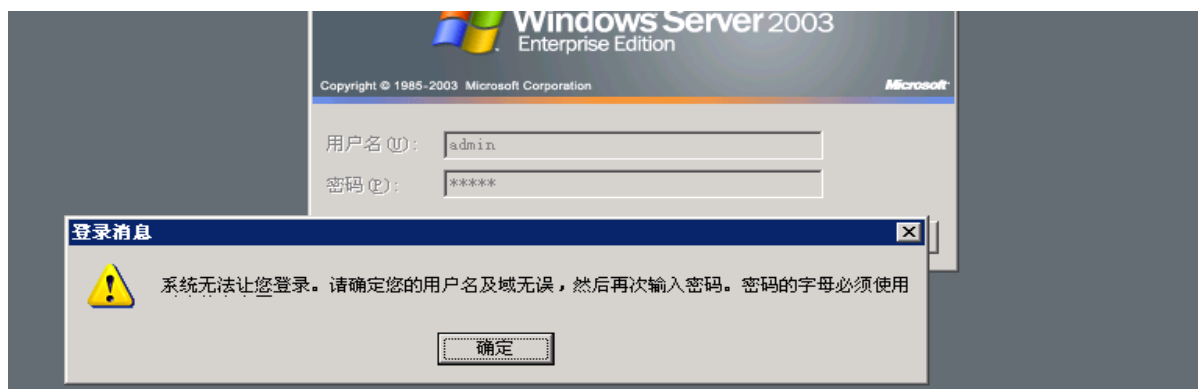 Windows Server 2003
Enterprise Edition
Copyright © 1985-2003 Microsoft Corporation
Microsoft
用户名(U):
admin
密码(P):
*****
登录消息
系统无法让您登录。请确定您的用户名及域无误，然后再次输入密码。密码的字母必须使用
确定